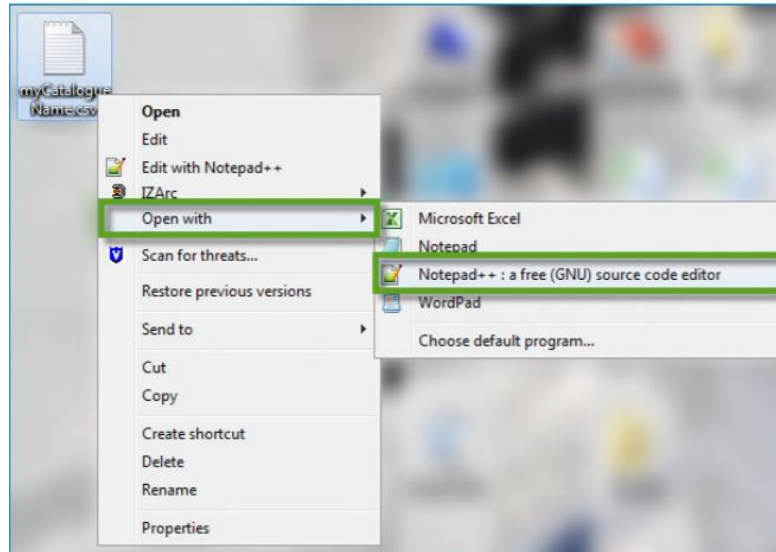 myCatalogue
Name.csv
Open
Edit
Edit with Notepad++
IZArc
Open with
Scan for threats...
Restore previous versions
Send to
Cut
Copy
Create shortcut
Delete
Rename
Properties
Microsoft Excel
Notepad
Notepad++ : a free (GNU) source code editor
WordPad
Choose default program...